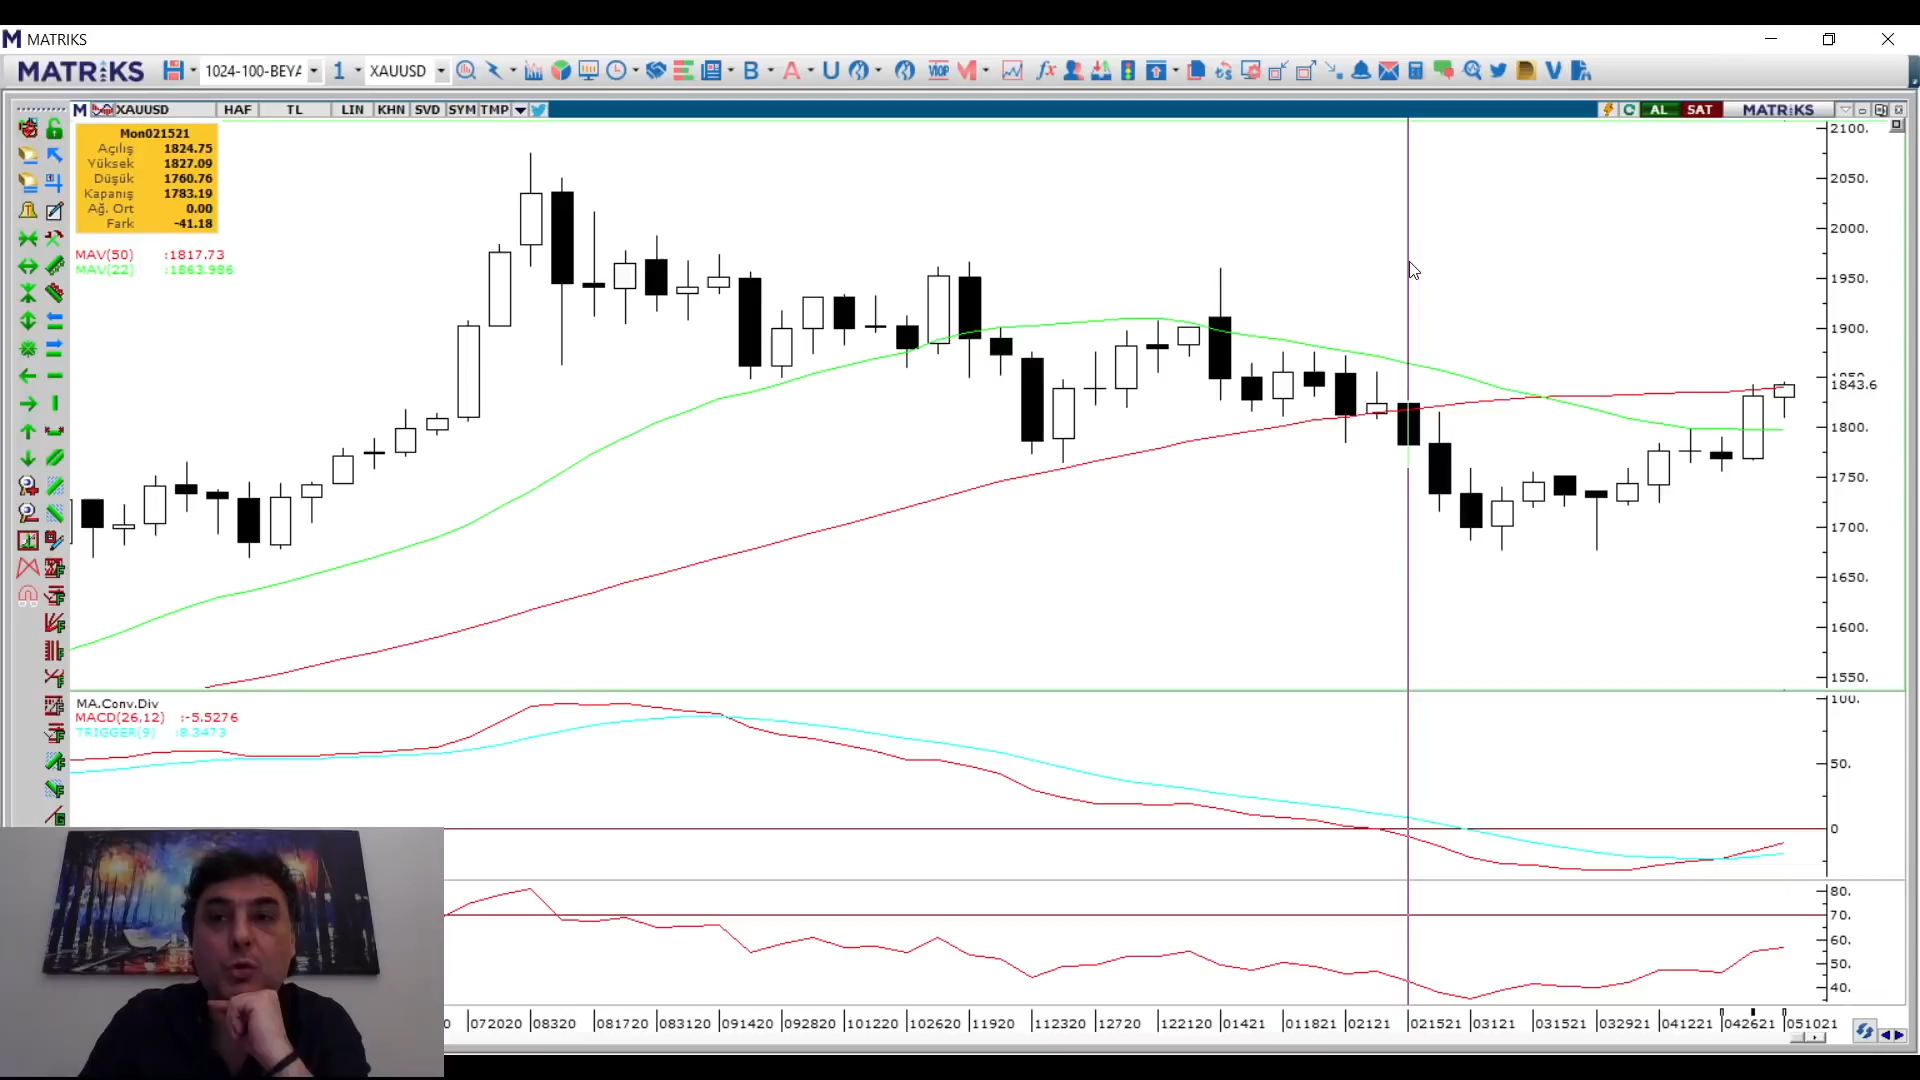 MATRIKS
MATRIKS 1024-100-BEYA 1 XAUUSD B A U VIOP M fx V
M XAUUSD HAF TL LIN KHN SVD SYM TMP AL SAT MATRIKS
Mon021521
Açılış 1824.75
Yüksek 1827.09
Düşük 1760.76
Kapanış 1783.19
Ağ. Ort 0.00
Fark -41.18
MAV(50) :1817.73
MAV(22) :1863.986
2100.
2050.
2000.
1950.
1900.
1850.
1843.6
1800.
1750.
1700.
1650.
1600.
1550.
MA.Conv.Div
MACD(26,12) :-5.5276
TRIGGER(9) :8.3473
100.
50.
0
80.
70.
60.
50.
40.
0 072020 08320 081720 083120 091420 092820 101220 102620 11920 112320 12720 122120 01421 011821 02121 021521 03121 031521 032921 041221 042621 051021